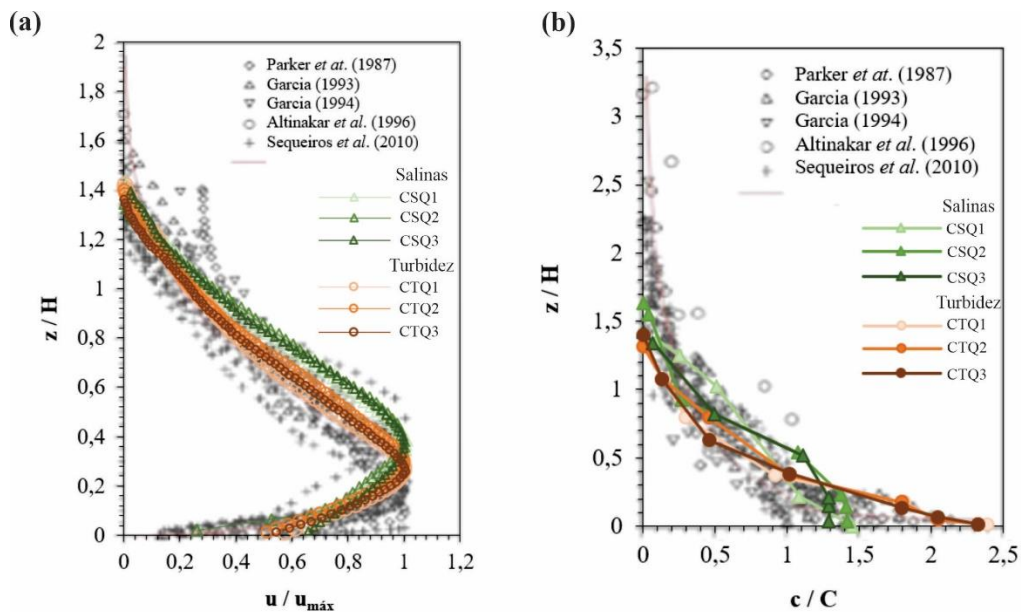 (a)
2
1,8
1,6
1,4
1,2
1
0,8
0,6
0,4
0,2
0
z / H
Parker et at. (1987)
Garcia (1993)
Garcia (1994)
Altinakar et al. (1996)
Sequeiros et al. (2010)
Salinas
CSQ1
CSQ2
CSQ3
Turbidez
CTQ1
CTQ2
CTQ3
0 0,2 0,4 0,6 0,8 1 1,2
u / umáx
(b)
3,5
3
2,5
2
1,5
1
0,5
0
z / H
Parker et at. (1987)
Garcia (1993)
Garcia (1994)
Altinakar et al. (1996)
Sequeiros et al. (2010)
Salinas
CSQ1
CSQ2
CSQ3
Turbidez
CTQ1
CTQ2
CTQ3
0 0,5 1 1,5 2 2,5
c / C